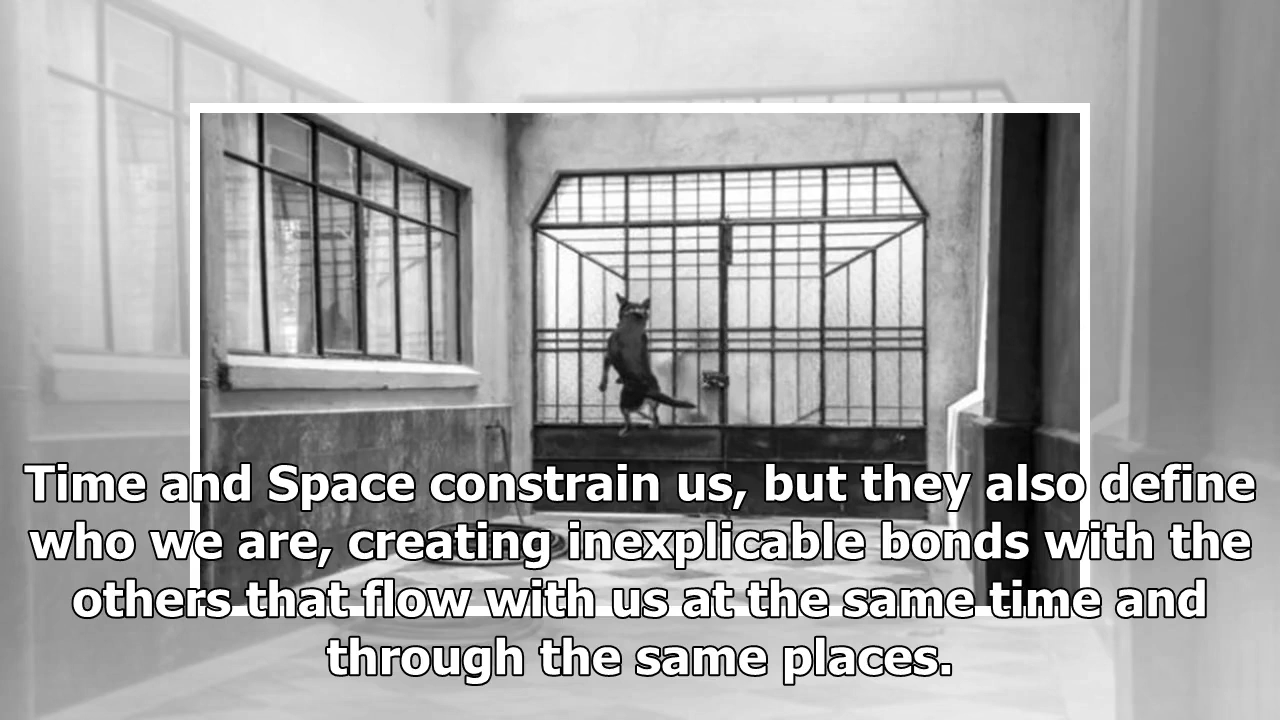 Time and Space constrain us, but they also define
who we are, creating inexplicable bonds with the
others that flow with us at the same time and
through the same places.